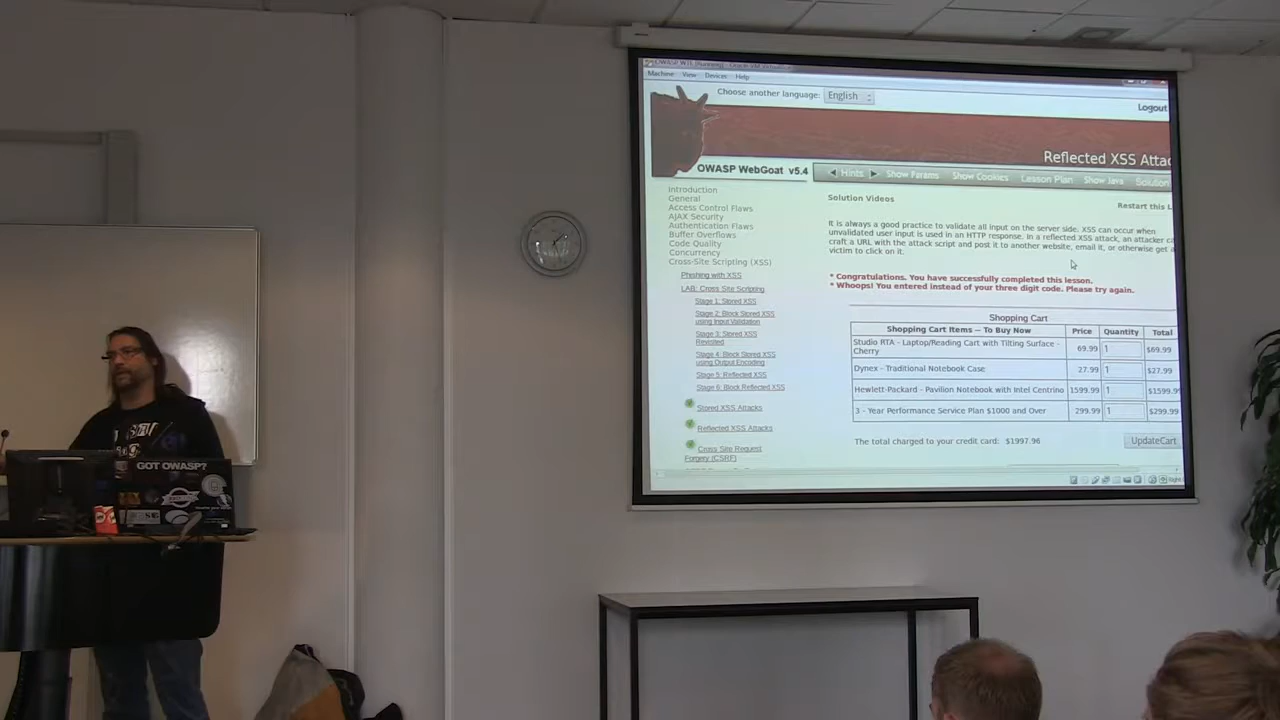 Machine View Devices Help
Choose another language: English
Logout
Reflected XSS Attac
OWASP WebGoat v5.4
Hints Show Params Show Cookies Lesson Plan Show Java Solution
Introduction
General
Access Control Flaws
AJAX Security
Authentication Flaws
Buffer Overflows
Code Quality
Concurrency
Cross-Site Scripting (XSS)
Phishing with XSS
LAB: Cross Site Scripting
Stage 1: Stored XSS
Stage 2: Block Stored XSS
using Input Validation
Stage 3: Stored XSS
Revisited
Stage 4: Block Stored XSS
using Output Encoding
Stage 5: Reflected XSS
Stage 6: Block Reflected XSS
Stored XSS Attacks
Reflected XSS Attacks
Cross Site Request
Forgery (CSRF)
Solution Videos
Restart this L
It is always a good practice to validate all input on the server side. XSS can occur when
unvalidated user input is used in an HTTP response. In a reflected XSS attack, an attacker c
craft a URL with the attack script and post it to another website, email it, or otherwise get a
victim to click on it.
* Congratulations. You have successfully completed this lesson.
* Whoops! You entered instead of your three digit code. Please try again.
Shopping Cart
Shopping Cart Items -- To Buy Now Price Quantity Total
Studio RTA - Laptop/Reading Cart with Tilting Surface - Cherry 69.99 1 $69.99
Dynex - Traditional Notebook Case 27.99 1 $27.99
Hewlett-Packard - Pavilion Notebook with Intel Centrino 1599.99 1 $1599.9
3 - Year Performance Service Plan $1000 and Over 299.99 1 $299.99
The total charged to your credit card: $1997.96 UpdateCart
GOT OWASP?